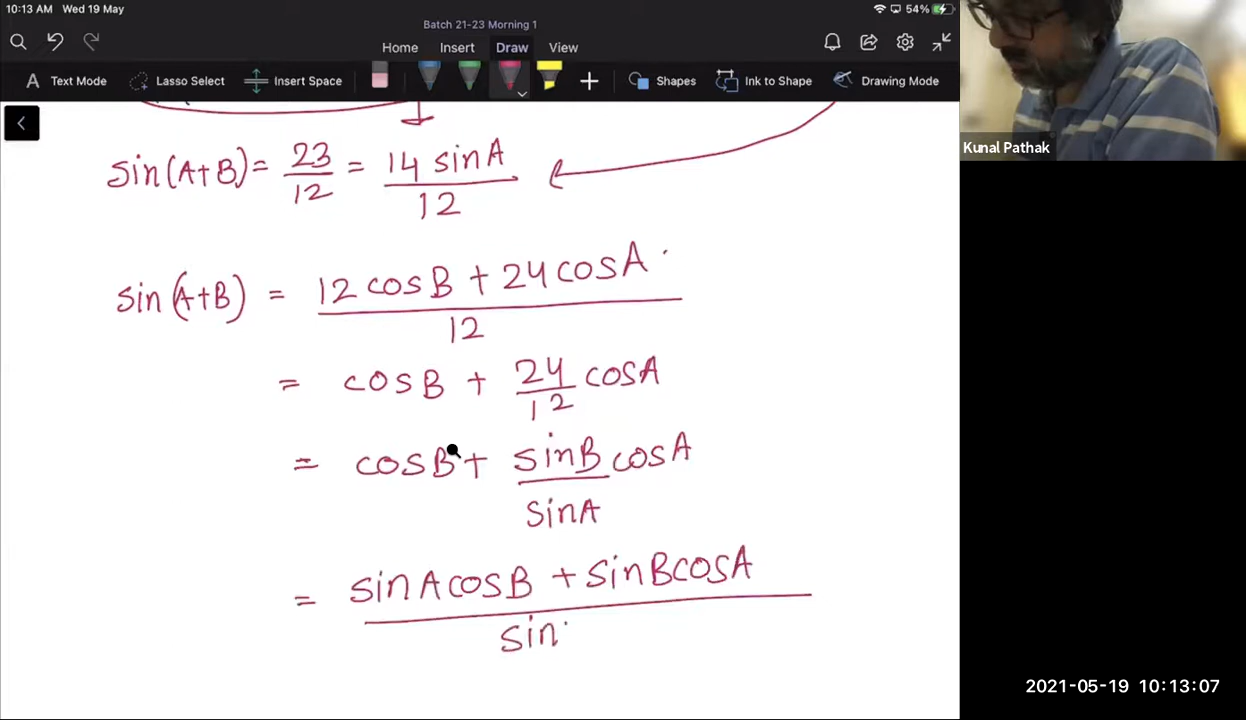 10:13 AM Wed 19 May
54%
Batch 21-23 Morning 1
Home Insert Draw View
Text Mode Lasso Select Insert Space Shapes Ink to Shape Drawing Mode
Kunal Pathak
sin(A+B) = 23/12 = 14 sinA/12
sin(A+B) = 12 cosB + 24 cosA/12
= cosB + 24/12 cosA
= cosB + sinB/sinA cosA
= sinA cosB + sinB cosA/sin
2021-05-19 10:13:07